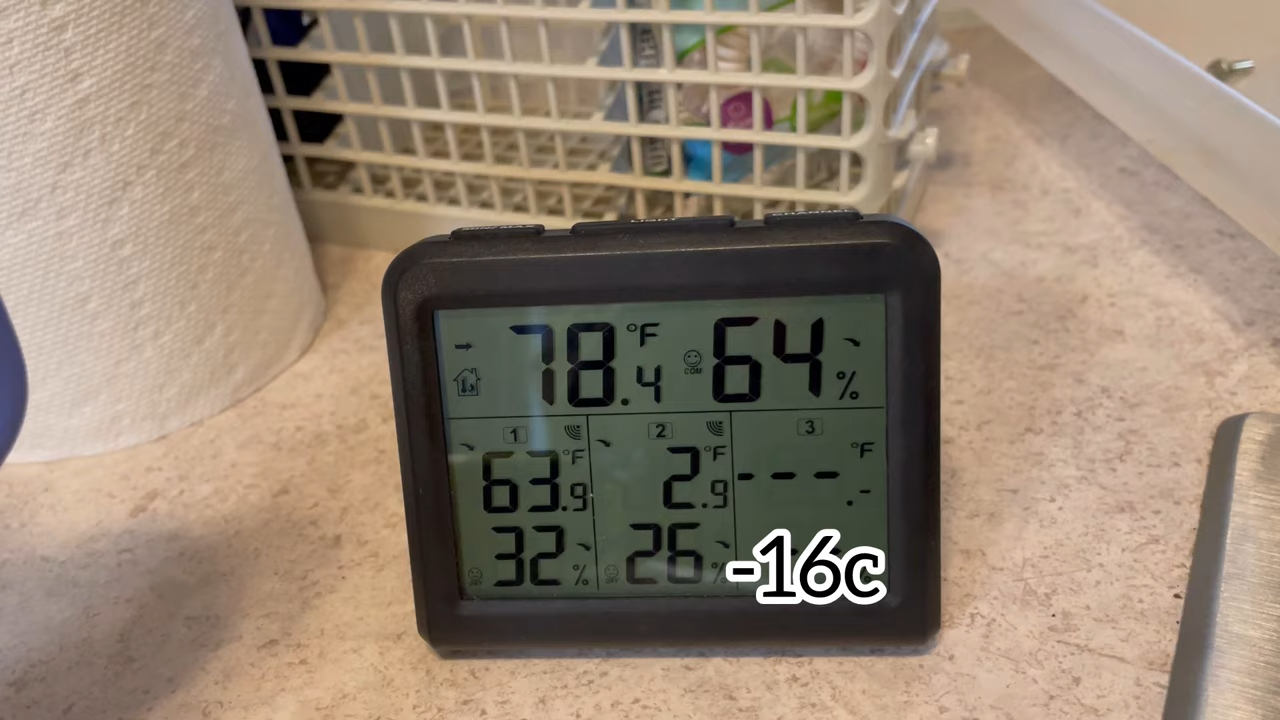 78.4 °F 64 %
COM
1 2 3
63.9 °F 2.9 °F ---.- °F
32 % 26 % -16c